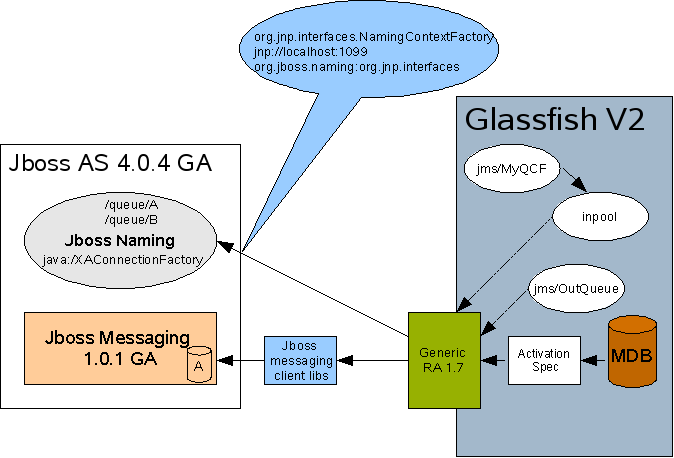 org.jnp.interfaces.NamingContextFactory
jnp://localhost:1099
org.jboss.naming:org.jnp.interfaces
Glassfish V2
Jboss AS 4.0.4 GA
jms/MyQCF
/queue/A
/queue/B
Jboss Naming
java:/XAConnectionFactory
inpool
jms/OutQueue
Jboss Messaging
1.0.1 GA
A
Jboss
messaging
client libs
Generic
RA 1.7
Activation
Spec
MDB